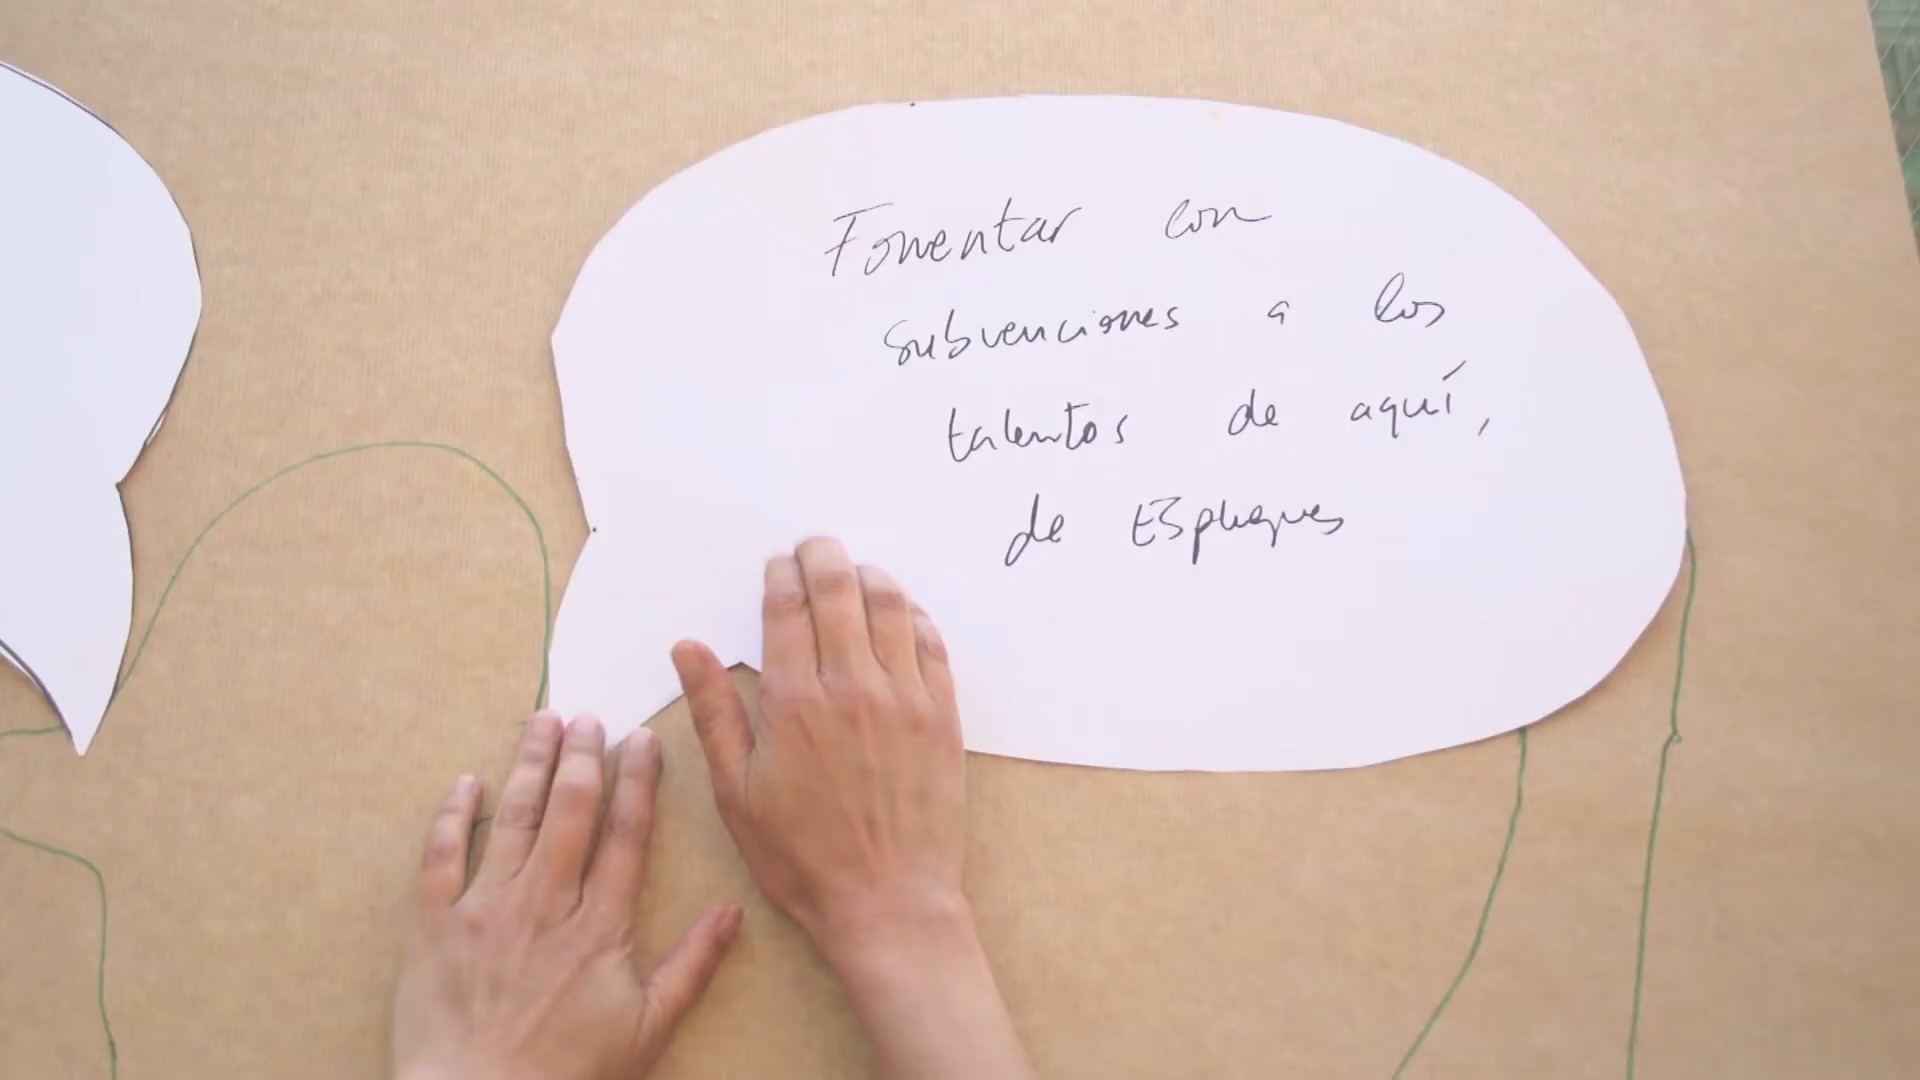 Fomentar con
subvenciones a los
talentos de aquí,
de Esplugues